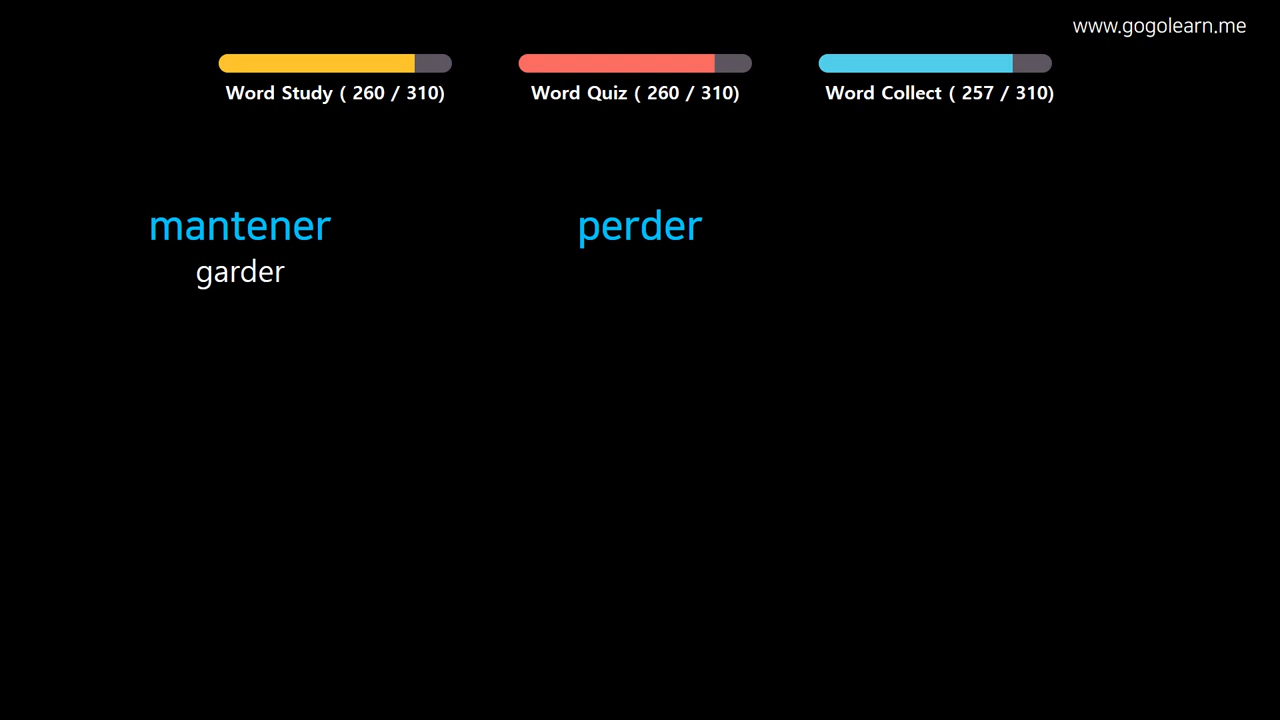 www.gogolearn.me
Word Study ( 260 / 310)
Word Quiz ( 260 / 310)
Word Collect ( 257 / 310)
mantener
garder
perder